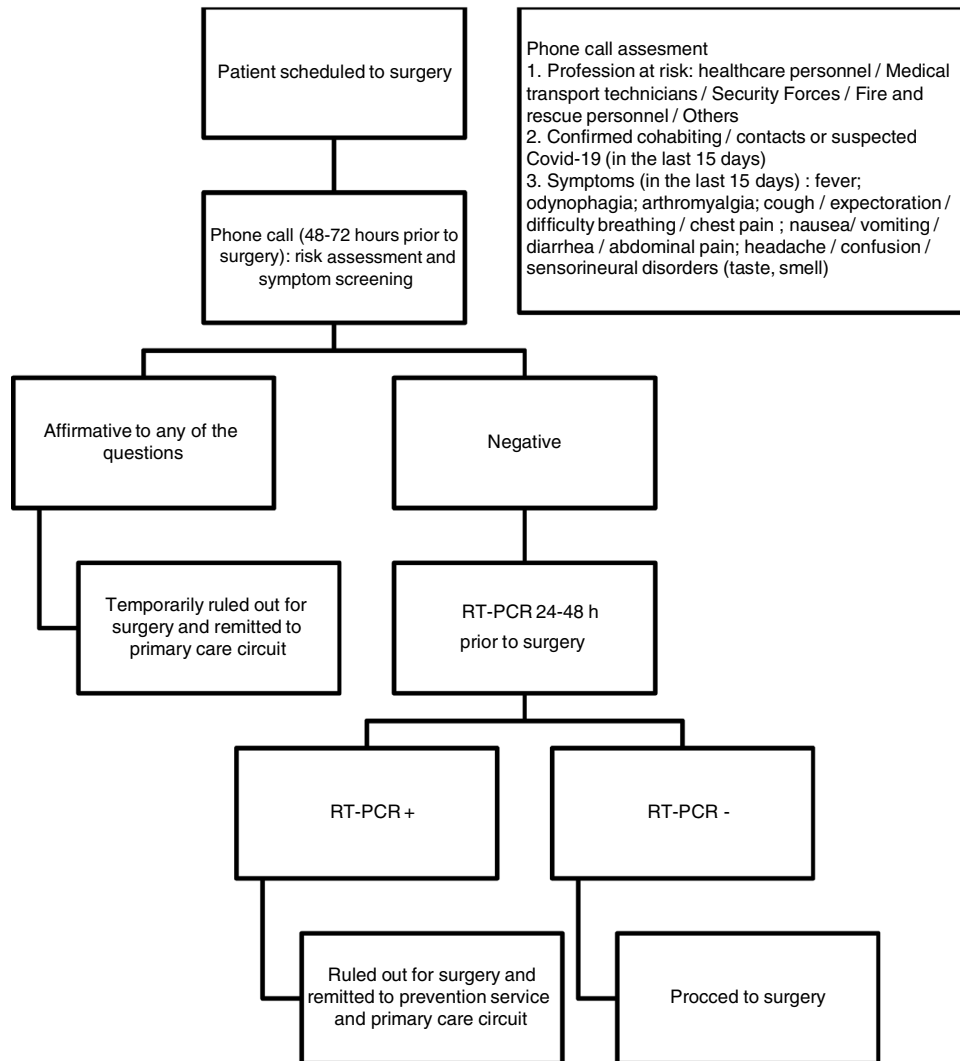 Patient scheduled to surgery
Phone call assesment
1. Profession at risk: healthcare personnel / Medical
transport technicians / Security Forces / Fire and
rescue personnel / Others
2. Confirmed cohabiting / contacts or suspected
Covid-19 (in the last 15 days)
3. Symptoms (in the last 15 days) : fever;
odynophagia; arthromyalgia; cough / expectoration /
difficulty breathing / chest pain ; nausea/ vomiting /
diarrhea / abdominal pain; headache / confusion /
sensorineural disorders (taste, smell)
Phone call (48-72 hours prior to
surgery): risk assessment and
symptom screening
Affirmative to any of the
questions
Negative
Temporarily ruled out for
surgery and remitted to
primary care circuit
RT-PCR 24-48 h
prior to surgery
RT-PCR +
RT-PCR -
Ruled out for surgery and
remitted to prevention service
and primary care circuit
Procced to surgery